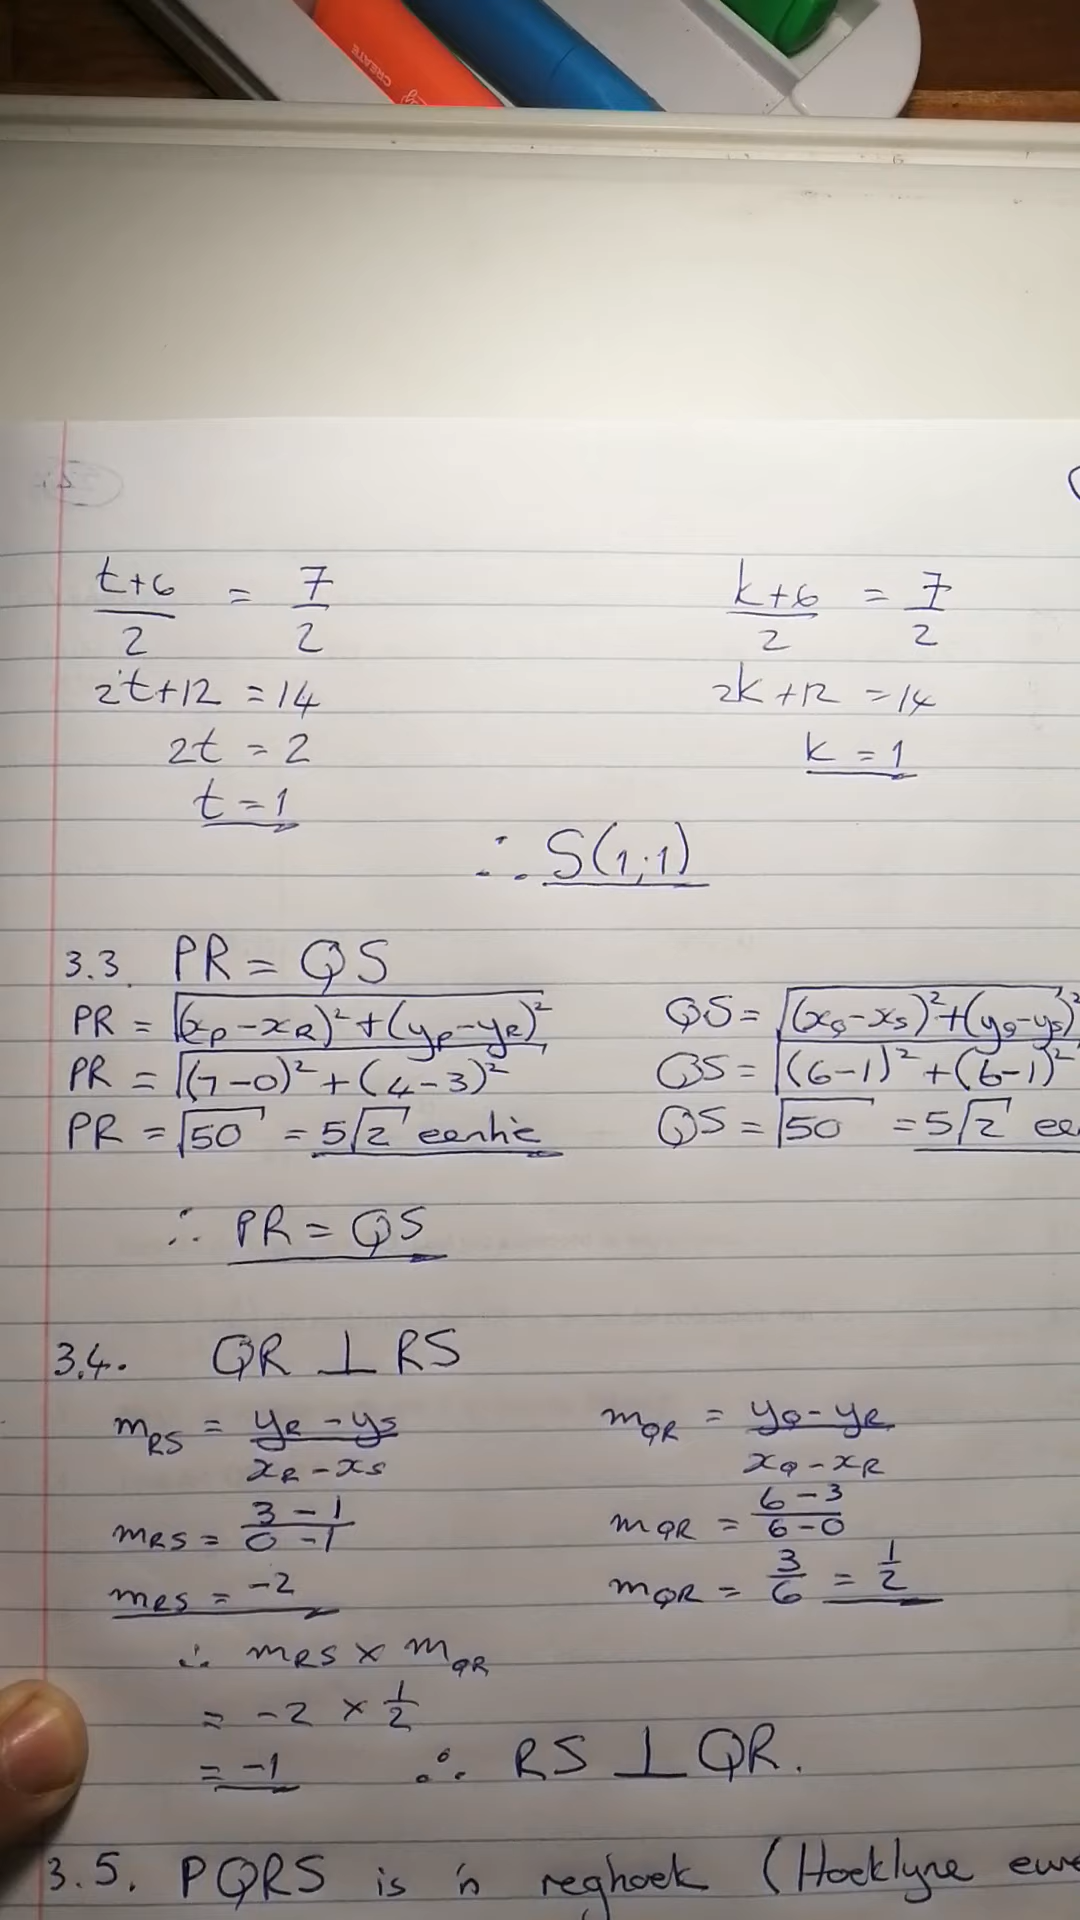 CREATE
t+6/2 = 7/2
2t+12 = 14
2t = 2
t = 1
k+6/2 = 7/2
2k+12 = 14
k = 1
∴ S(1;1)
3.3. PR = QS
PR = √(xP−xR)²+(yP−yR)²
PR = √(7−0)²+(4−3)²
PR = √50 = 5√2 eenhe
QS = √(xQ−xS)²+(yQ−yS)²
QS = √(6−1)²+(6−1)²
QS = √50 = 5√2 ee
∴ PR = QS
3.4. QR ⊥ RS
mRS = yR−yS/xR−xS
mRS = 3−1/0−1
mRS = −2
mQR = yQ−yR/xQ−xR
mQR = 6−3/6−0
mQR = 3/6 = 1/2
∴ mRS × mQR
= −2 × 1/2
= −1 ∴ RS ⊥ QR.
3.5. PQRS is 'n reghoek (Hoeklyne ewe